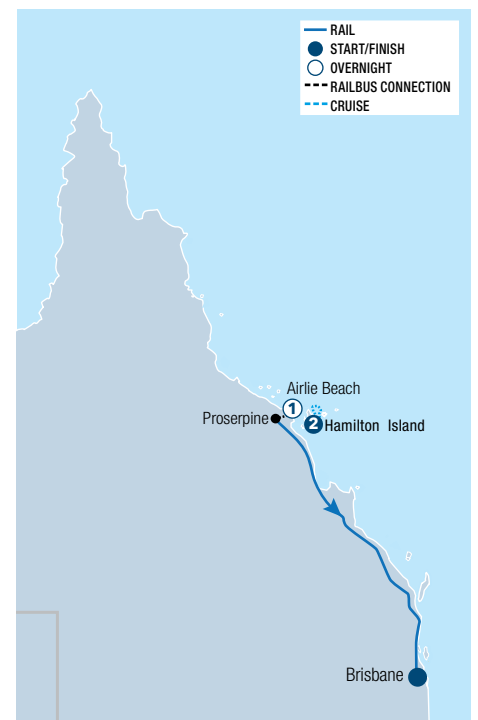 RAIL
START/FINISH
OVERNIGHT
RAILBUS CONNECTION
CRUISE
Airlie Beach
1
Proserpine
2
Hamilton Island
Brisbane